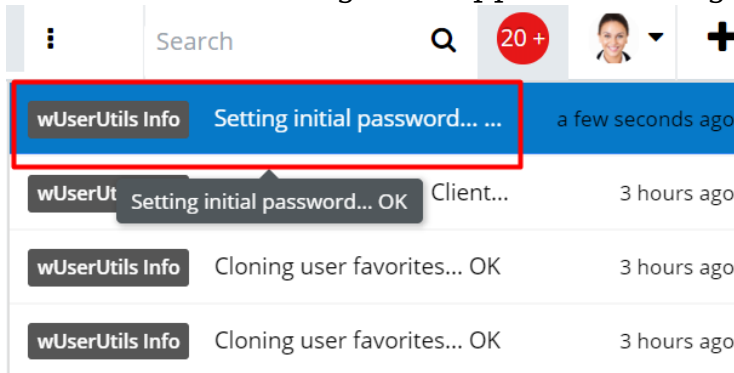 Search 20 +
wUserUtils Info Setting initial password... ... a few seconds ago
wUserUt Client... 3 hours ago
Setting initial password... OK
wUserUtils Info Cloning user favorites... OK 3 hours ago
wUserUtils Info Cloning user favorites... OK 3 hours ago